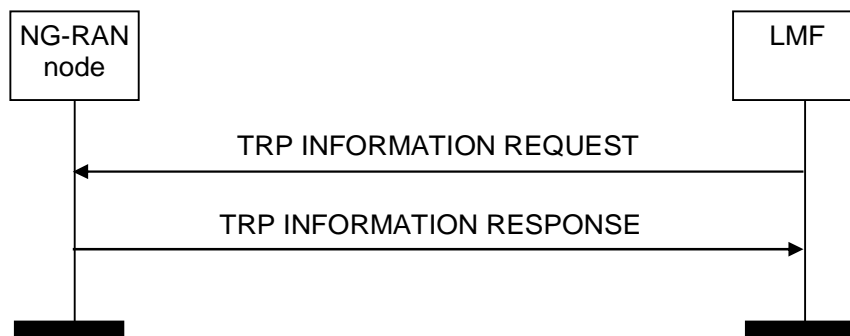 NG-RAN
node
LMF
TRP INFORMATION REQUEST
TRP INFORMATION RESPONSE